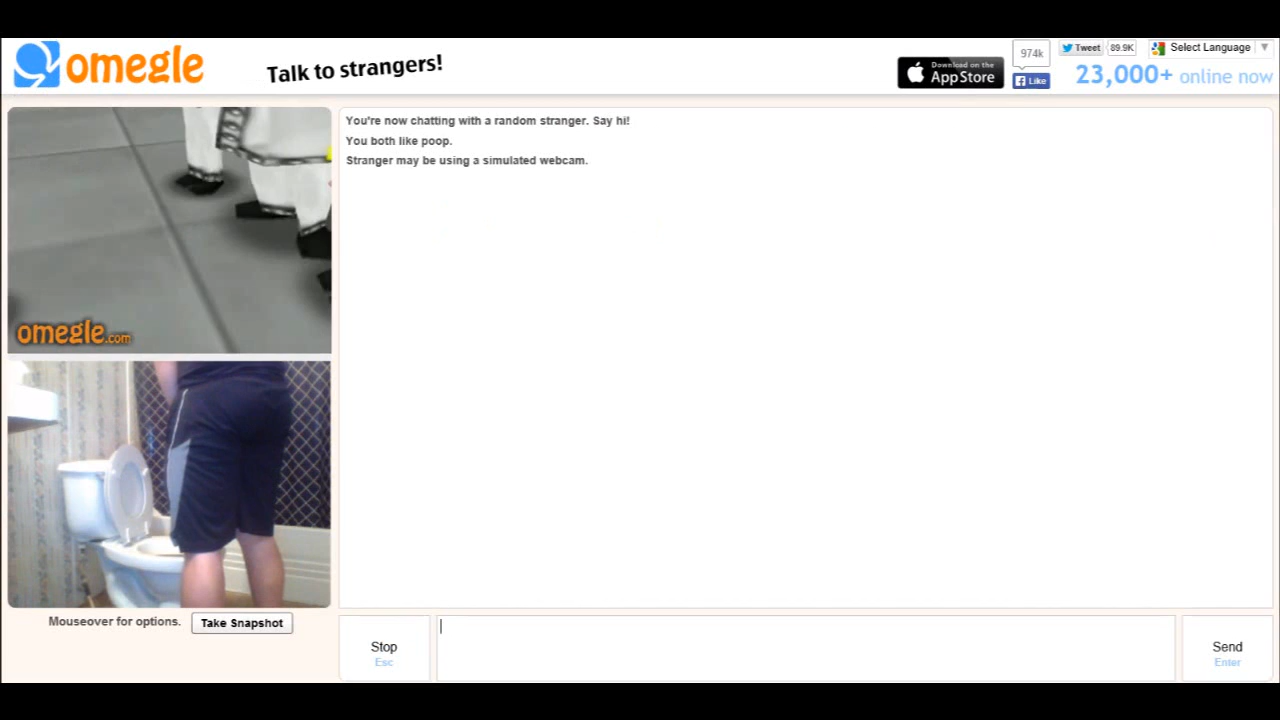 omegle
Talk to strangers!
Download on the
App Store
974k
Like
Tweet
89.9K
Select Language
23,000+ online now
You're now chatting with a random stranger. Say hi!
You both like poop.
Stranger may be using a simulated webcam.
omegle.com
Mouseover for options.
Take Snapshot
Stop
Esc
Send
Enter